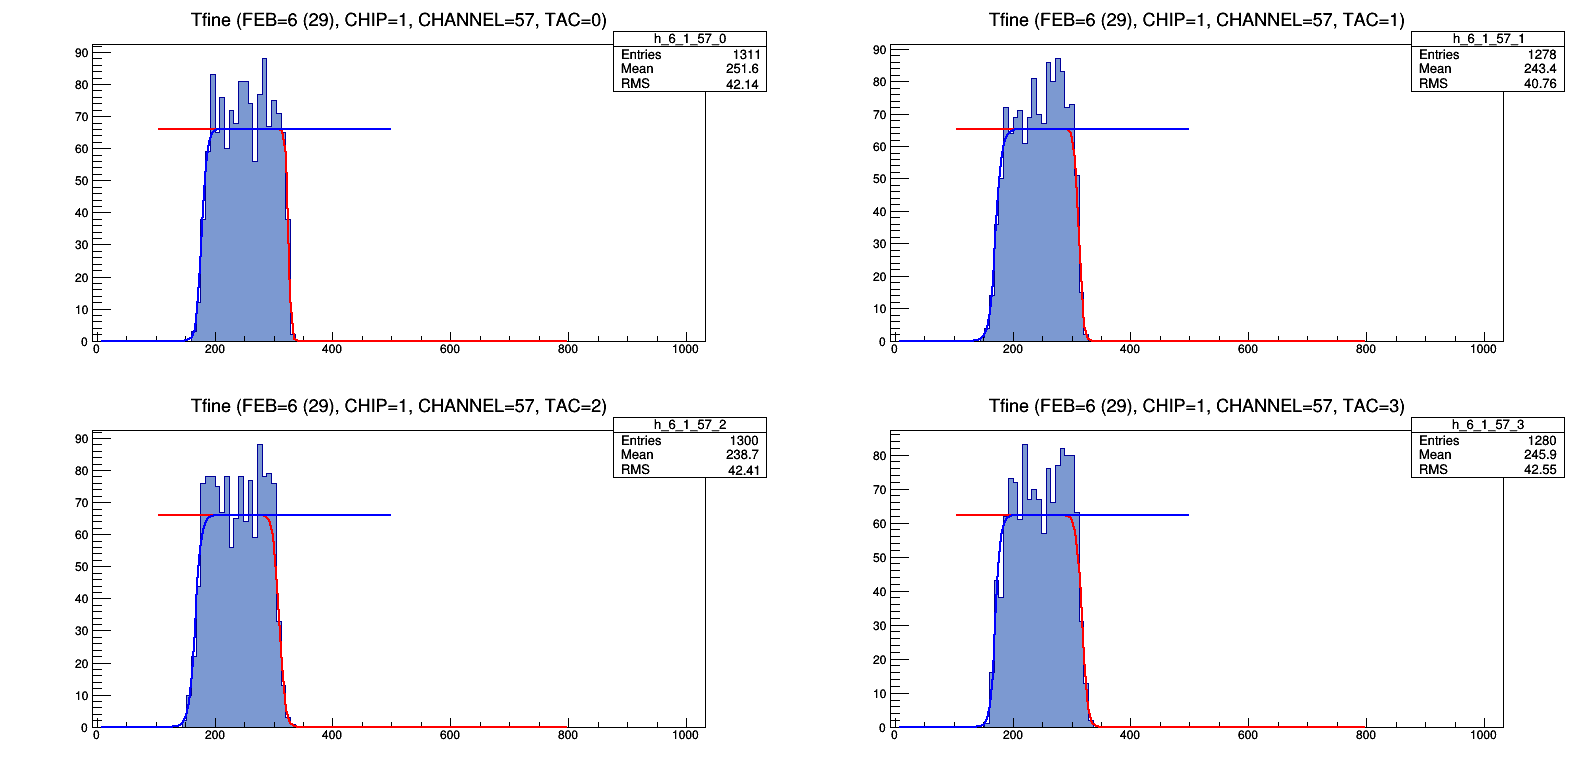 Tfine (FEB=6 (29), CHIP=1, CHANNEL=57, TAC=0)
h_6_1_57_0
Entries 1311
Mean 251.6
RMS 42.14
90
80
70
60
50
40
30
20
10
0
0 200 400 600 800 1000
Tfine (FEB=6 (29), CHIP=1, CHANNEL=57, TAC=1)
h_6_1_57_1
Entries 1278
Mean 243.4
RMS 40.76
90
80
70
60
50
40
30
20
10
0
0 200 400 600 800 1000
Tfine (FEB=6 (29), CHIP=1, CHANNEL=57, TAC=2)
h_6_1_57_2
Entries 1300
Mean 238.7
RMS 42.41
90
80
70
60
50
40
30
20
10
0
0 200 400 600 800 1000
Tfine (FEB=6 (29), CHIP=1, CHANNEL=57, TAC=3)
h_6_1_57_3
Entries 1280
Mean 245.9
RMS 42.55
80
70
60
50
40
30
20
10
0
0 200 400 600 800 1000